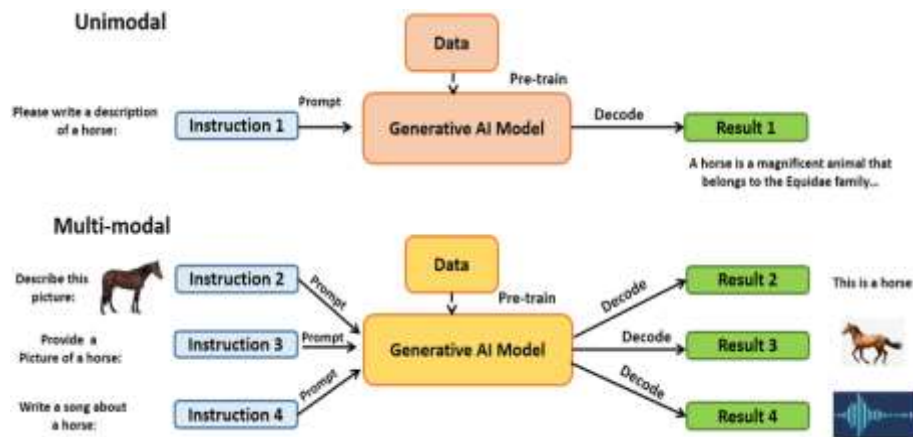 Unimodal
Data
Pre-train
Please write a description
of a horse:
Instruction 1
Prompt
Generative AI Model
Decode
Result 1
A horse is a magnificent animal that
belongs to the Equidae family...
Multi-modal
Data
Pre-train
Describe this
picture:
Instruction 2
Prompt
Decode
Result 2
This is a horse
Provide a
Picture of a horse:
Instruction 3
Prompt
Generative AI Model
Decode
Result 3
Write a song about
a horse:
Instruction 4
Prompt
Decode
Result 4